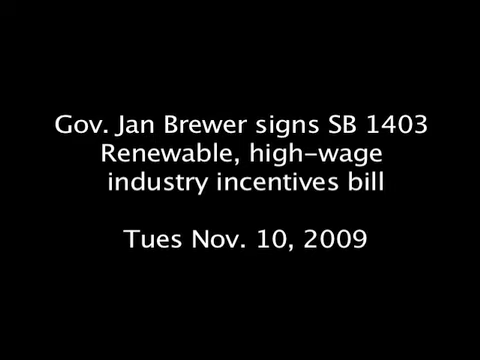 Gov. Jan Brewer signs SB 1403
Renewable, high-wage
industry incentives bill
Tues Nov. 10, 2009